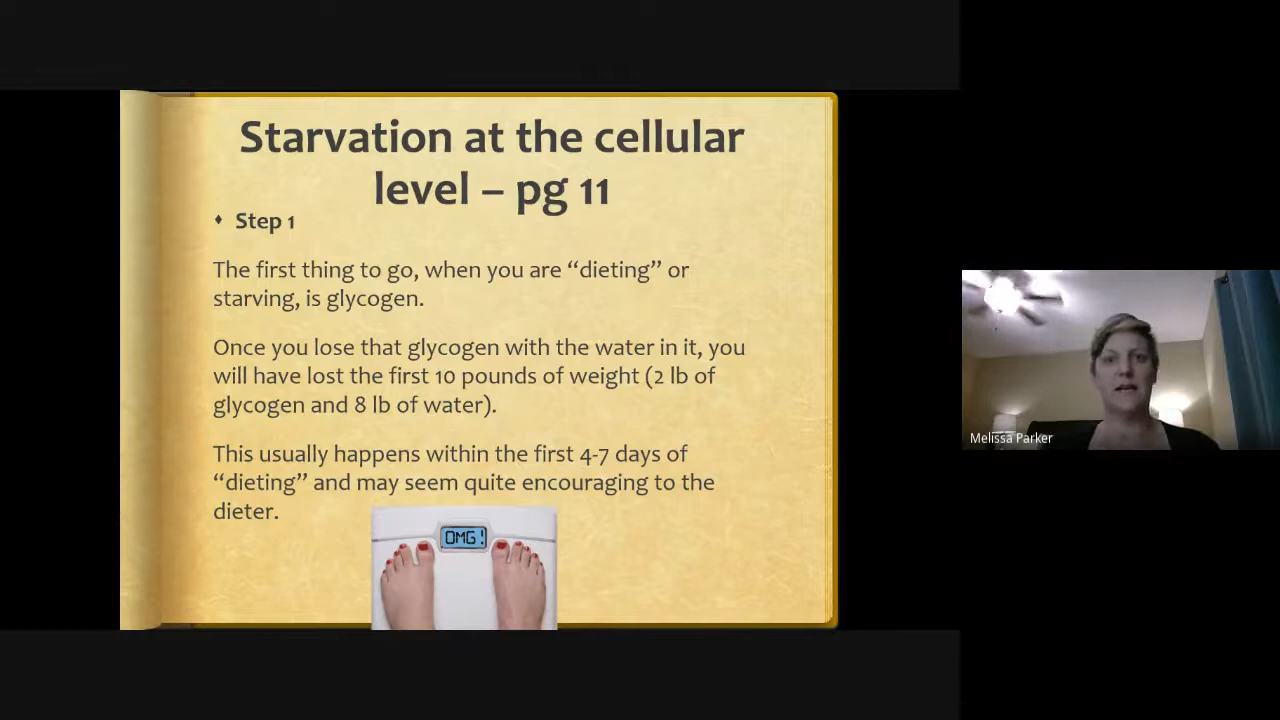 Starvation at the cellular
level – pg 11
♦ Step 1
The first thing to go, when you are “dieting” or
starving, is glycogen.
Once you lose that glycogen with the water in it, you
will have lost the first 10 pounds of weight (2 lb of
glycogen and 8 lb of water).
This usually happens within the first 4-7 days of
“dieting” and may seem quite encouraging to the
dieter.
OMG!
Melissa Parker